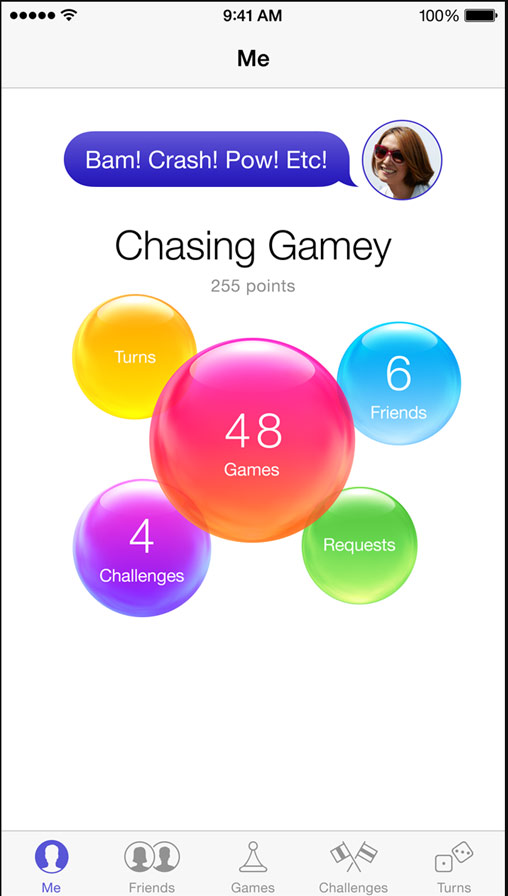 9:41 AM 100%
Me
Bam! Crash! Pow! Etc!
Chasing Gamey
255 points
Turns
6
Friends
48
Games
4
Challenges
Requests
Me Friends Games Challenges Turns